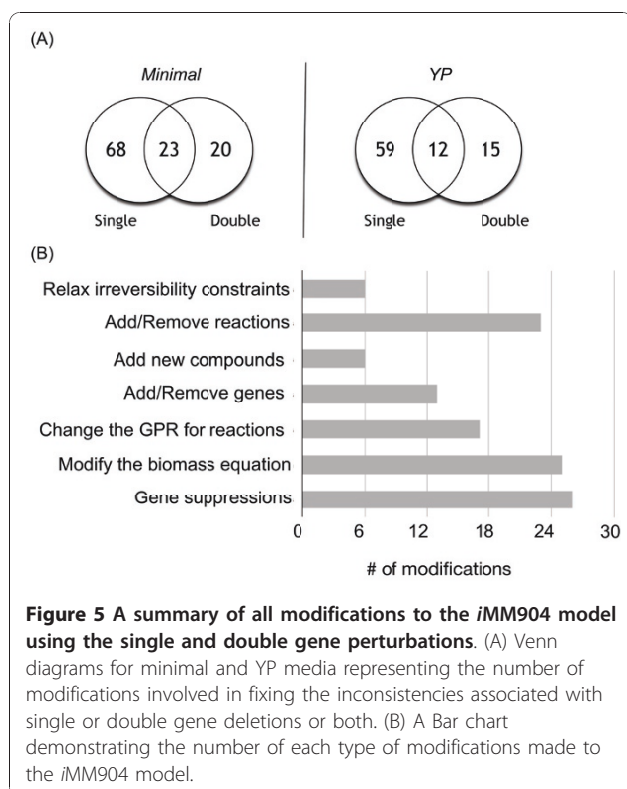 (A)
Minimal
YP
68 23 20
59 12 15
Single Double
Single Double
(B)
Relax irreversibility constraints
Add/Remove reactions
Add new compounds
Add/Remove genes
Change the GPR for reactions
Modify the biomass equation
Gene suppressions
0 6 12 18 24 30
# of modifications
Figure 5 A summary of all modifications to the iMM904 model
using the single and double gene perturbations. (A) Venn
diagrams for minimal and YP media representing the number of
modifications involved in fixing the inconsistencies associated with
single or double gene deletions or both. (B) A Bar chart
demonstrating the number of each type of modifications made to
the iMM904 model.